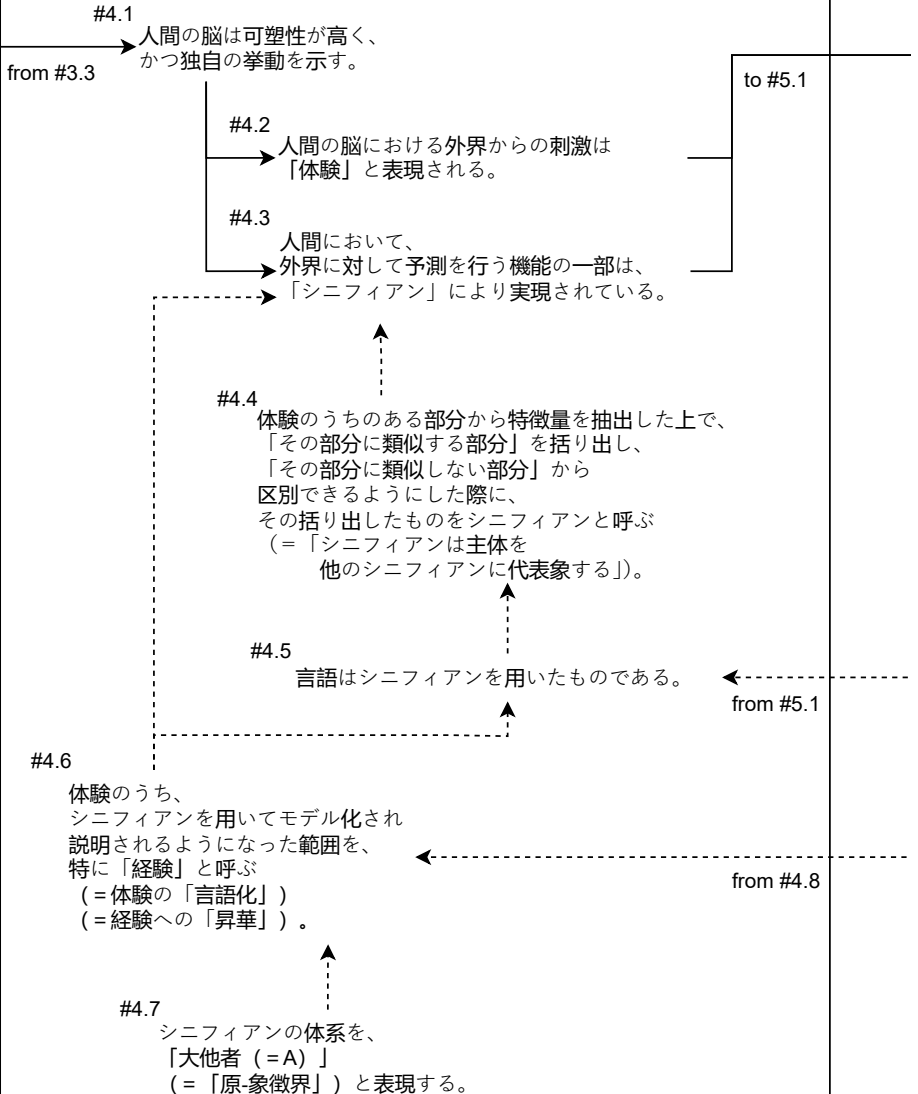 #4.1
人間の脳は可塑性が高く、
かつ独自の挙動を示す。
from #3.3
to #5.1
#4.2
人間の脳における外界からの刺激は
「体験」と表現される。
#4.3
人間において、
外界に対して予測を行う機能の一部は、
「シニフィアン」により実現されている。
#4.4
体験のうちのある部分から特徴量を抽出した上で、
「その部分に類似する部分」を括り出し、
「その部分に類似しない部分」から
区別できるようにした際に、
その括り出したものをシニフィアンと呼ぶ
(=「シニフィアンは主体を
他のシニフィアンに代表象する」)。
#4.5
言語はシニフィアンを用いたものである。
from #5.1
#4.6
体験のうち、
シニフィアンを用いてモデル化され
説明されるようになった範囲を、
特に「経験」と呼ぶ
(=体験の「言語化」)
(=経験への「昇華」)。
from #4.8
#4.7
シニフィアンの体系を、
「大他者(=A)」
(=「原-象徴界」)と表現する。